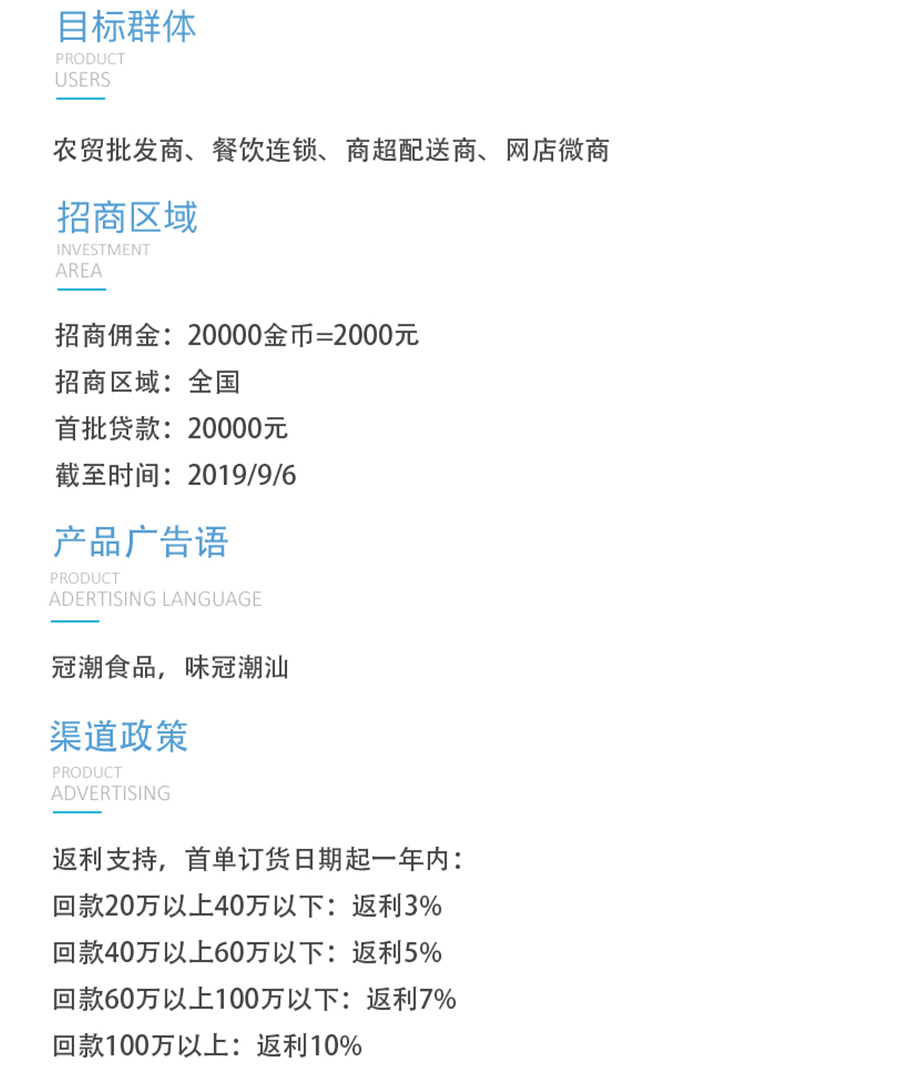 目标群体
PRODUCT
USERS
农贸批发商、餐饮连锁、商超配送商、网店微商
招商区域
INVESTMENT
AREA
招商佣金：20000金币=2000元
招商区域：全国
首批贷款：20000元
截至时间：2019/9/6
产品广告语
PRODUCT
ADERTISING LANGUAGE
冠潮食品，味冠潮汕
渠道政策
PRODUCT
ADVERTISING
返利支持，首单订货日期起一年内：
回款20万以上40万以下：返利3%
回款40万以上60万以下：返利5%
回款60万以上100万以下：返利7%
回款100万以上：返利10%